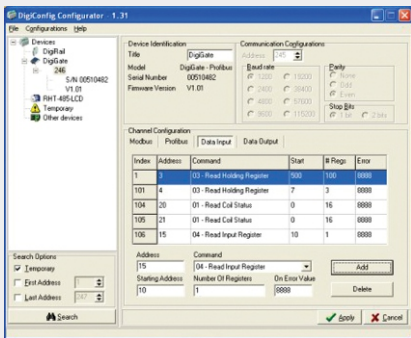 DigiConfig Configurator 1.31
File Configurations Help
Devices
DigiRail
DigiGate
246
S/N 00510482
V1.01
RHT-485-LCD
Temporary
Other devices
Search Options
Temporary
First Address 1
Last Address 247
Search
Device Identification
Title DigiGate
Model DigiGate - Profibus
Serial Number 00510482
Firmware Version V1.01
Communication Configurations
Address 245
Baud rate
1200 19200
2400 38400
4800 57600
9600 115200
Parity
None
Odd
Even
Stop Bits
1 bit 2 bits
Channel Configuration
Modbus Profibus Data Input Data Output
Index Address Command Start # Regs Error
1 3 03 - Read Holding Register 500 100 8888
101 4 03 - Read Holding Register 7 3 8888
104 20 01 - Read Coil Status 0 16 8888
105 21 01 - Read Coil Status 0 16 8888
106 15 04 - Read Input Register 10 1 8888
Address Command
15 04 - Read Input Register Add
Starting Address Number Of Registers On Error Value
10 1 8888 Delete
Apply Cancel